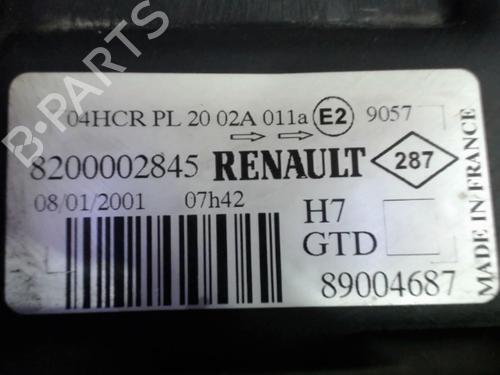 04HCR PL 20 02A 011a E2 9057
8200002845 RENAULT 287
08/01/2001 07h42
H7
GTD
89004687
MADE IN FRANCE
B-PARTS